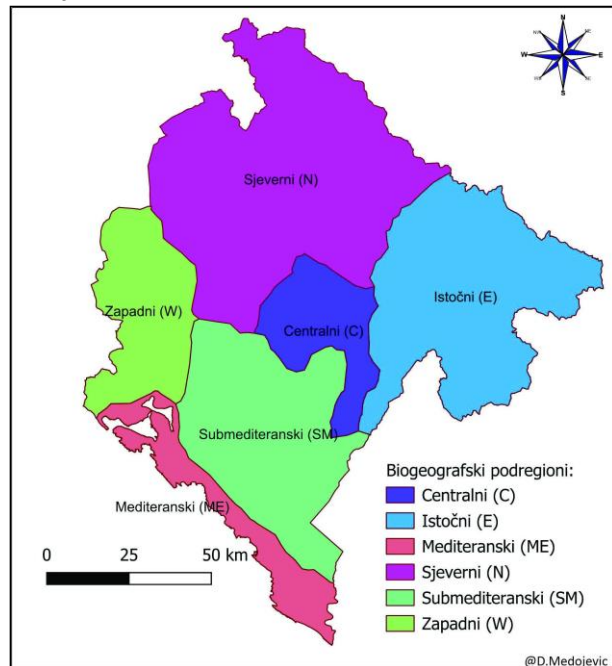 N
W
E
S
Sjeverni (N)
Istočni (E)
Zapadni (W)
Centralni (C)
Submediteranski (SM)
Mediteranski (ME)
0 25 50 km
Biogeografski podregioni:
Centralni (C)
Istočni (E)
Mediteranski (ME)
Sjeverni (N)
Submediteranski (SM)
Zapadni (W)
@D.Medojevic